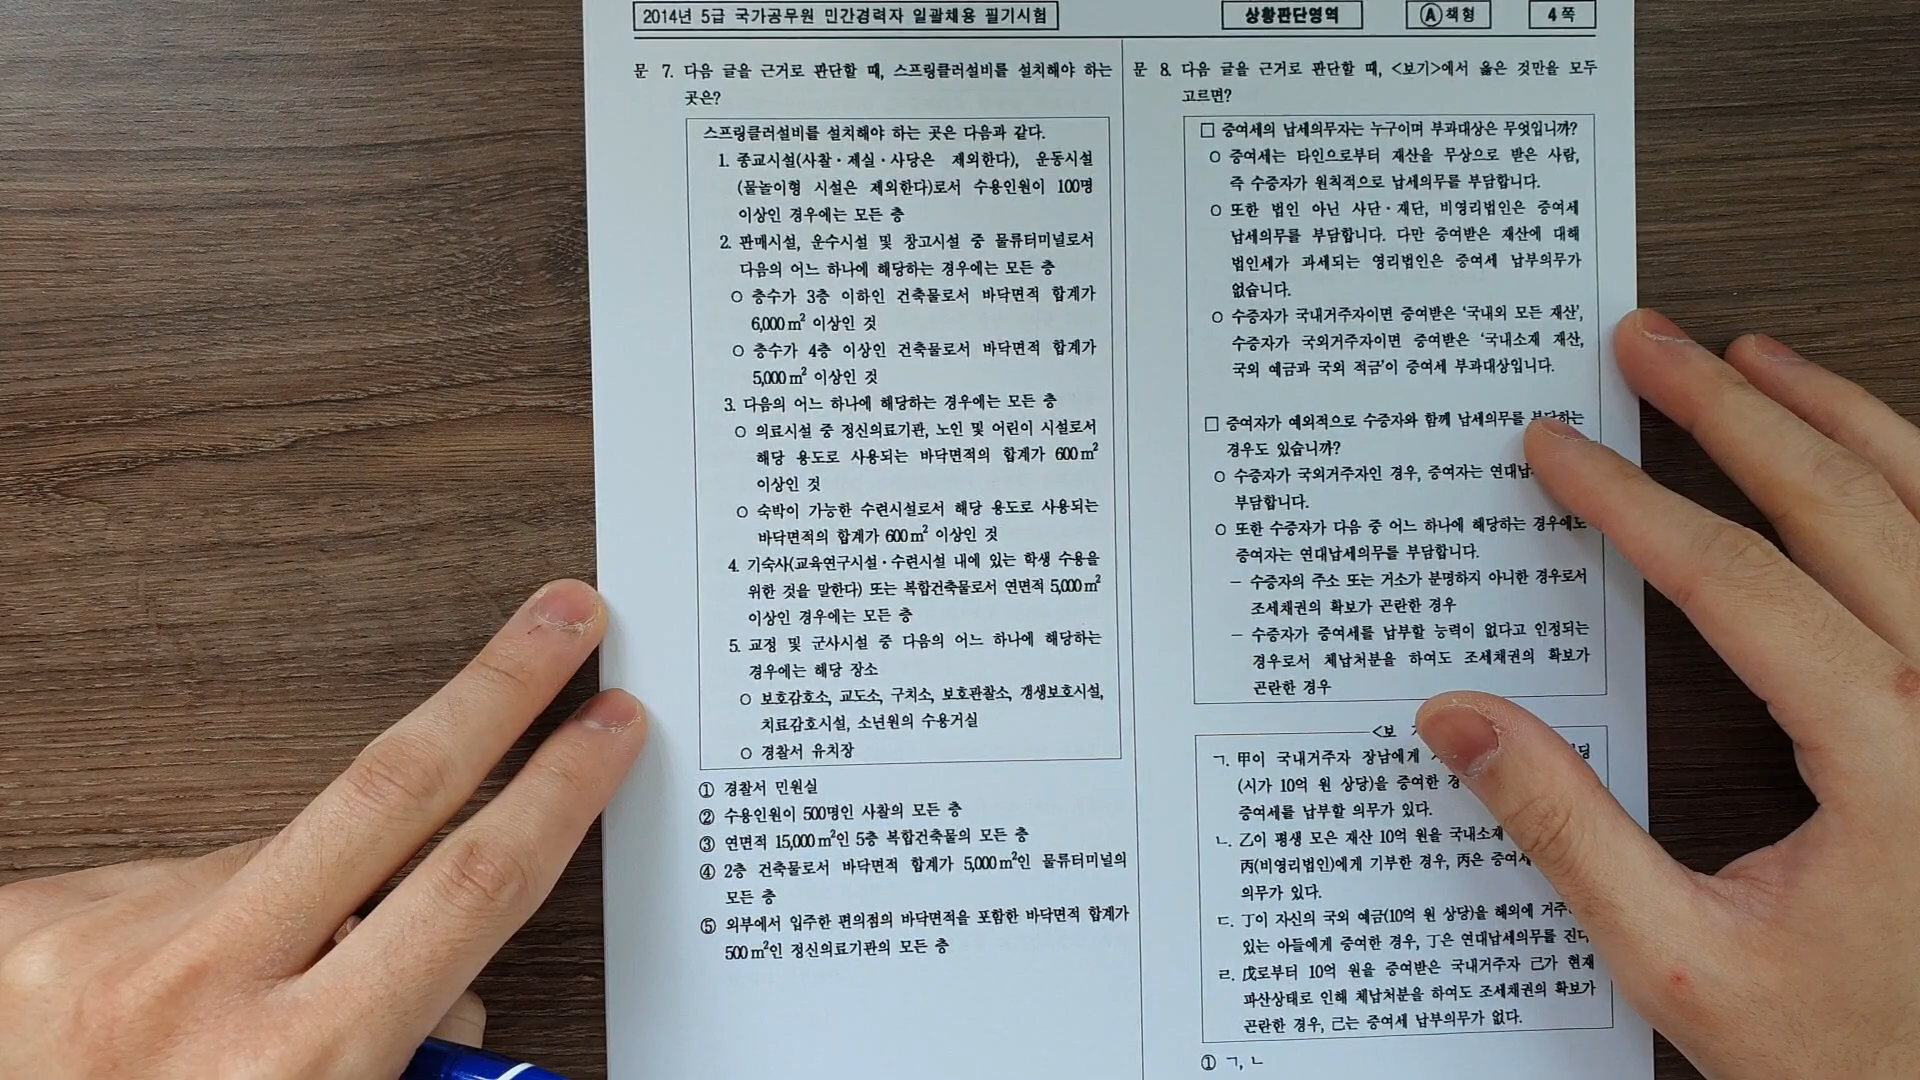 2014년 5급 국가공무원 민간경력자 일괄채용 필기시험
상황판단영역
Ⓐ책형
4쪽
문 7. 다음 글을 근거로 판단할 때, 스프링클러설비를 설치해야 하는
곳은?
스프링클러설비를 설치해야 하는 곳은 다음과 같다.
1. 종교시설(사찰·제실·사당은 제외한다), 운동시설
(물놀이형 시설은 제외한다)로서 수용인원이 100명
이상인 경우에는 모든 층
2. 판매시설, 운수시설 및 창고시설 중 물류터미널로서
다음의 어느 하나에 해당하는 경우에는 모든 층
○ 층수가 3층 이하인 건축물로서 바닥면적 합계가
6,000㎡ 이상인 것
○ 층수가 4층 이상인 건축물로서 바닥면적 합계가
5,000㎡ 이상인 것
3. 다음의 어느 하나에 해당하는 경우에는 모든 층
○ 의료시설 중 정신의료기관, 노인 및 어린이 시설로서
해당 용도로 사용되는 바닥면적의 합계가 600㎡
이상인 것
○ 숙박이 가능한 수련시설로서 해당 용도로 사용되는
바닥면적의 합계가 600㎡ 이상인 것
4. 기숙사(교육연구시설·수련시설 내에 있는 학생 수용을
위한 것을 말한다) 또는 복합건축물로서 연면적 5,000㎡
이상인 경우에는 모든 층
5. 교정 및 군사시설 중 다음의 어느 하나에 해당하는
경우에는 해당 장소
○ 보호감호소, 교도소, 구치소, 보호관찰소, 갱생보호시설,
치료감호시설, 소년원의 수용거실
○ 경찰서 유치장
① 경찰서 민원실
② 수용인원이 500명인 사찰의 모든 층
③ 연면적 15,000㎡인 5층 복합건축물의 모든 층
④ 2층 건축물로서 바닥면적 합계가 5,000㎡인 물류터미널의
모든 층
⑤ 외부에서 입주한 편의점의 바닥면적을 포함한 바닥면적 합계가
500㎡인 정신의료기관의 모든 층
문 8. 다음 글을 근거로 판단할 때, <보기>에서 옳은 것만을 모두
고르면?
□ 증여세의 납세의무자는 누구이며 부과대상은 무엇입니까?
○ 증여세는 타인으로부터 재산을 무상으로 받은 사람,
즉 수증자가 원칙적으로 납세의무를 부담합니다.
○ 또한 법인 아닌 사단·재단, 비영리법인은 증여세
납세의무를 부담합니다. 다만 증여받은 재산에 대해
법인세가 과세되는 영리법인은 증여세 납부의무가
없습니다.
○ 수증자가 국내거주자이면 증여받은 '국내외 모든 재산',
수증자가 국외거주자이면 증여받은 '국내소재 재산,
국외 예금과 국외 적금'이 증여세 부과대상입니다.
□ 증여자가 예외적으로 수증자와 함께 납세의무를 부담하는
경우도 있습니까?
○ 수증자가 국외거주자인 경우, 증여자는 연대납
부담합니다.
○ 또한 수증자가 다음 중 어느 하나에 해당하는 경우에도
증여자는 연대납세의무를 부담합니다.
－ 수증자의 주소 또는 거소가 분명하지 아니한 경우로서
조세채권의 확보가 곤란한 경우
－ 수증자가 증여세를 납부할 능력이 없다고 인정되는
경우로서 체납처분을 하여도 조세채권의 확보가
곤란한 경우
<보
ㄱ. 甲이 국내거주자 장남에게 딩
(시가 10억 원 상당)을 증여한 경
증여세를 납부할 의무가 있다.
ㄴ. 乙이 평생 모은 재산 10억 원을 국내소재
丙(비영리법인)에게 기부한 경우, 丙은 증여세
의무가 있다.
ㄷ. 丁이 자신의 국외 예금(10억 원 상당)을 해외에 거주
있는 아들에게 증여한 경우, 丁은 연대납세의무를 진다.
ㄹ. 戊로부터 10억 원을 증여받은 국내거주자 己가 현재
파산상태로 인해 체납처분을 하여도 조세채권의 확보가
곤란한 경우, 己는 증여세 납부의무가 없다.
① ㄱ, ㄴ